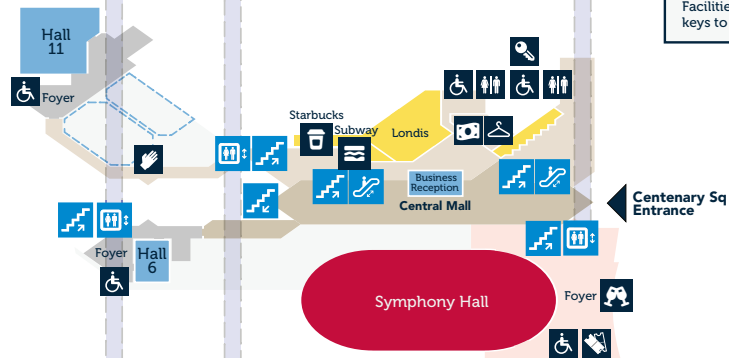 Facilitie
keys to
Hall
11
Foyer
Starbucks
Subway
Londis
Business
Reception
Central Mall
Centenary Sq
Entrance
Foyer
Hall
6
Symphony Hall
Foyer